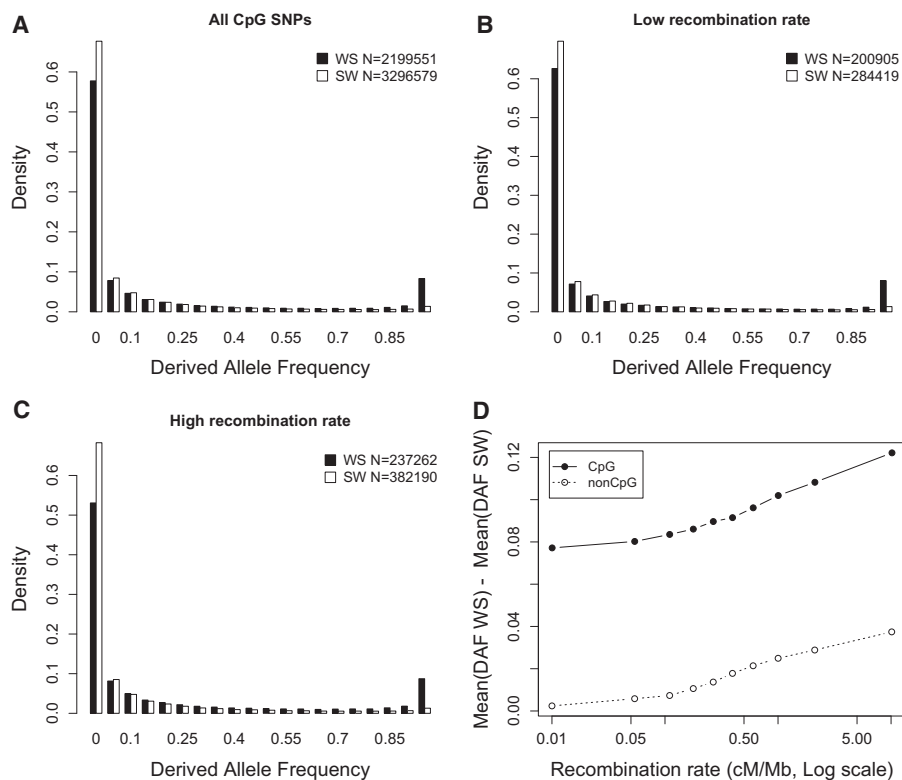 A
All CpG SNPs
WS N=2199551
SW N=3296579
Density
0.0 0.1 0.2 0.3 0.4 0.5 0.6
0 0.1 0.25 0.4 0.55 0.7 0.85
Derived Allele Frequency
B
Low recombination rate
WS N=200905
SW N=284419
Density
0.0 0.1 0.2 0.3 0.4 0.5 0.6
0 0.1 0.25 0.4 0.55 0.7 0.85
Derived Allele Frequency
C
High recombination rate
WS N=237262
SW N=382190
Density
0.0 0.1 0.2 0.3 0.4 0.5 0.6
0 0.1 0.25 0.4 0.55 0.7 0.85
Derived Allele Frequency
D
CpG
nonCpG
Mean(DAF WS) - Mean(DAF SW)
0.00 0.04 0.08 0.12
0.01 0.05 0.50 5.00
Recombination rate (cM/Mb, Log scale)